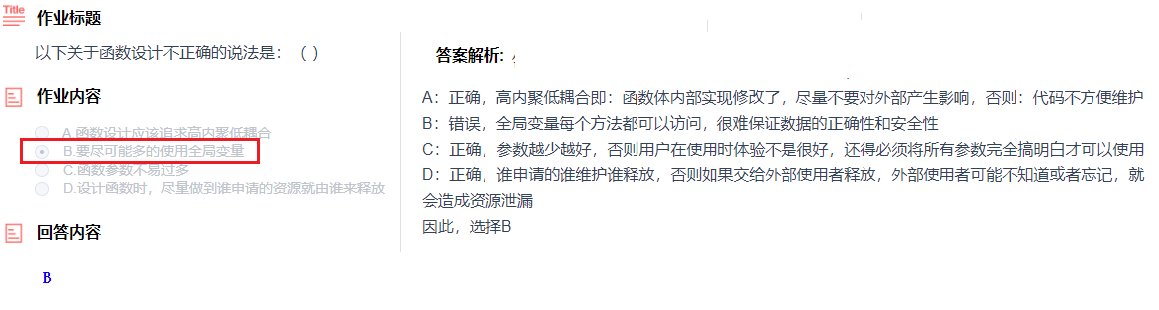 Title
作业标题
以下关于函数设计不正确的说法是：（ ）
作业内容
A.函数设计应该追求高内聚低耦合
B.要尽可能多的使用全局变量
C.函数参数不易过多
D.设计函数时，尽量做到谁申请的资源就由谁来释放
回答内容
B
答案解析:
A：正确，高内聚低耦合即：函数体内部实现修改了，尽量不要对外部产生影响，否则：代码不方便维护
B：错误，全局变量每个方法都可以访问，很难保证数据的正确性和安全性
C：正确，参数越少越好，否则用户在使用时体验不是很好，还得必须将所有参数完全搞明白才可以使用
D：正确，谁申请的谁维护谁释放，否则如果交给外部使用者释放，外部使用者可能不知道或者忘记，就
会造成资源泄漏
因此，选择B